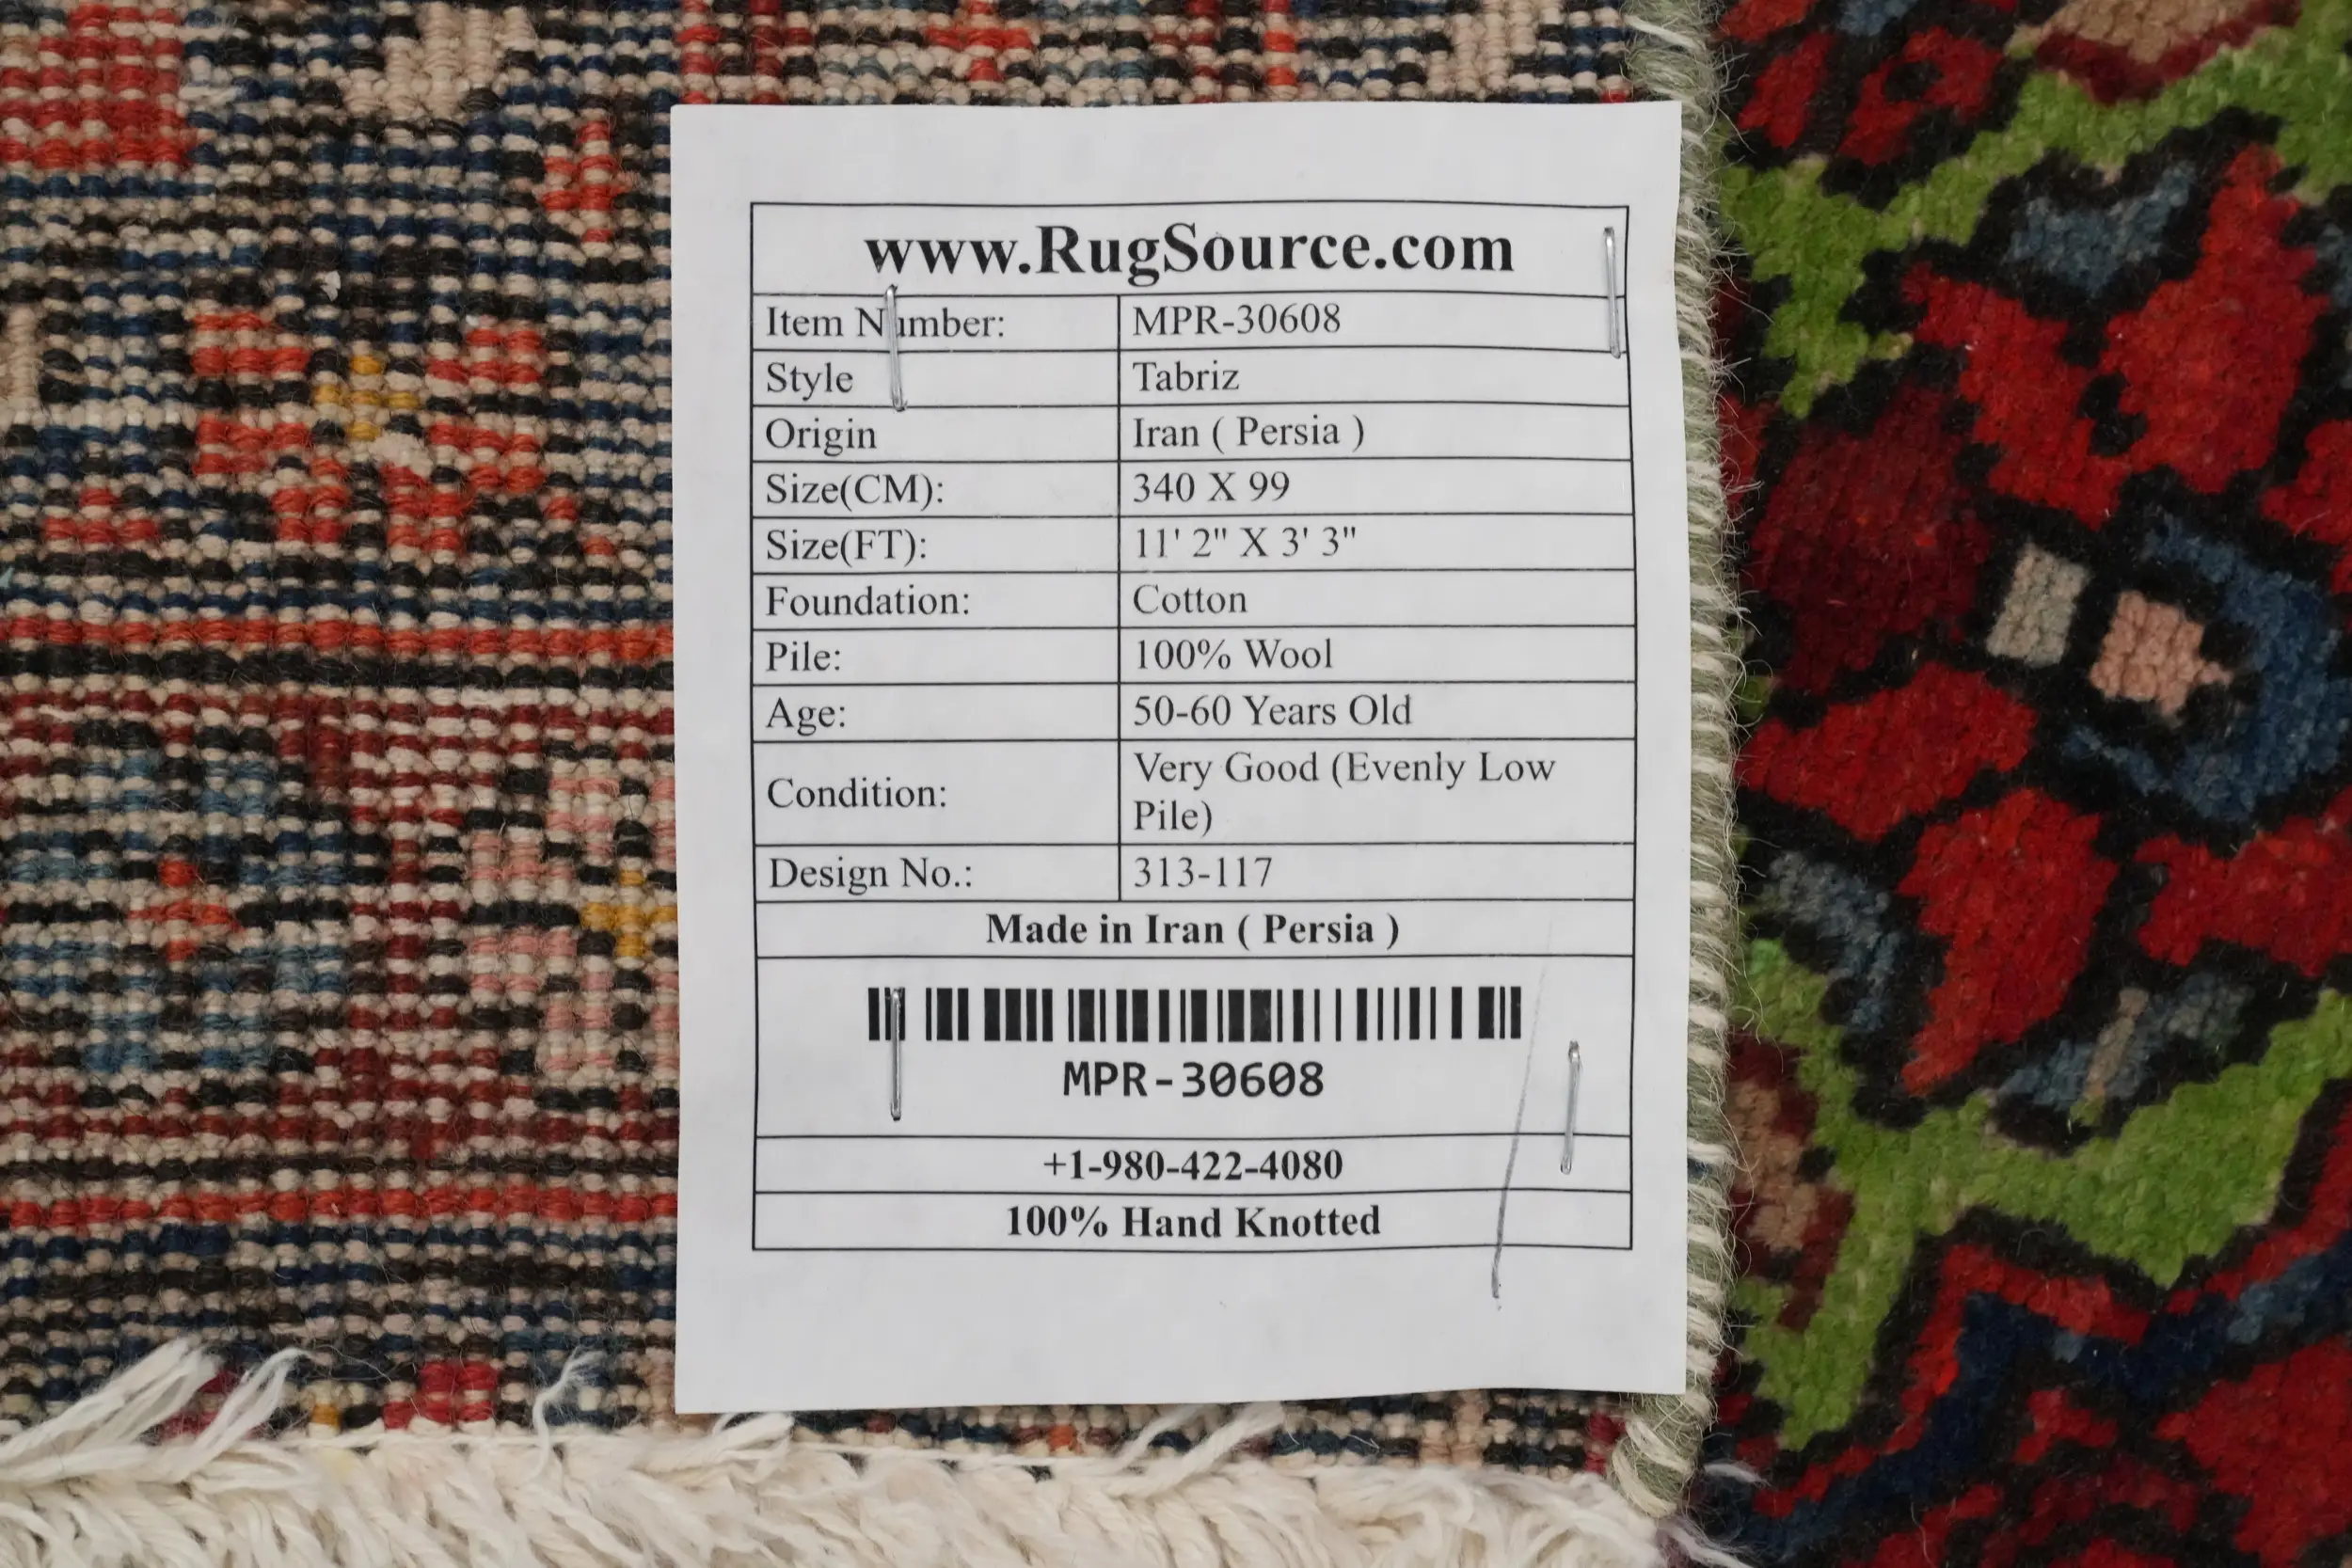 www.RugSource.com
Item Number: MPR-30608
Style Tabriz
Origin Iran ( Persia )
Size(CM): 340 X 99
Size(FT): 11' 2" X 3' 3"
Foundation: Cotton
Pile: 100% Wool
Age: 50-60 Years Old
Condition: Very Good (Evenly Low
Pile)
Design No.: 313-117
Made in Iran ( Persia )
MPR-30608
+1-980-422-4080
100% Hand Knotted